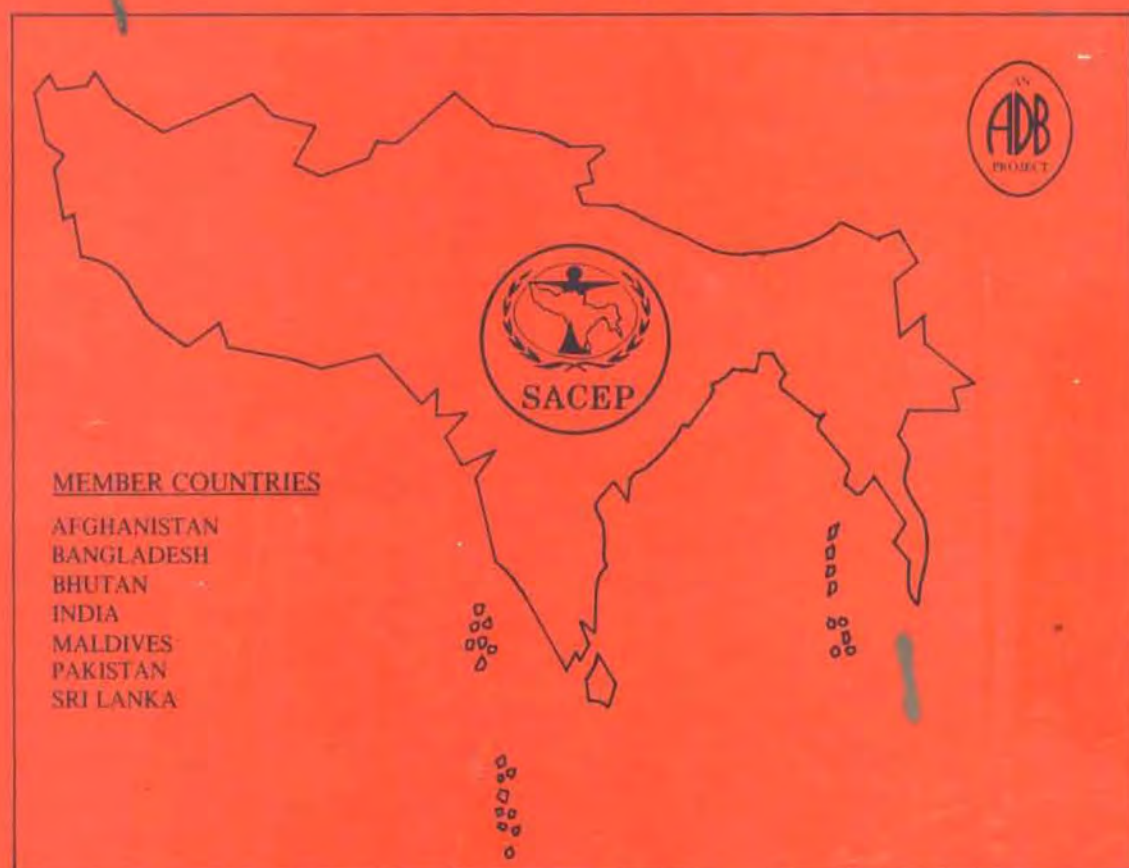 AN
ADB
PROJECT
SACEP
MEMBER COUNTRIES
AFGHANISTAN
BANGLADESH
BHUTAN
INDIA
MALDIVES
PAKISTAN
SRI LANKA